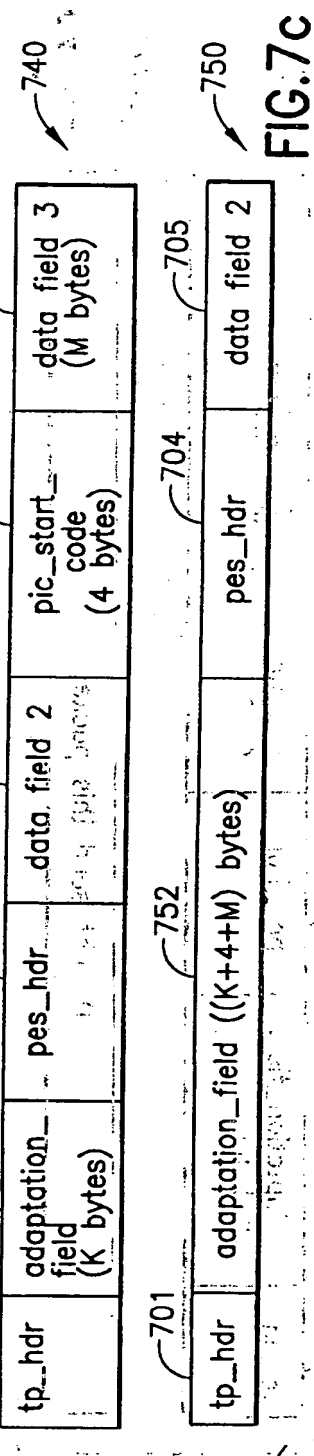 740
tp_hdr
adaptation_
field
(K bytes)
pes_hdr
data field 2
pic_start_
code
(4 bytes)
data field 3
(M bytes)
701
752
704
705
750
tp_hdr
adaptation_field ((K+4+M) bytes)
pes_hdr
data field 2
FIG.7c